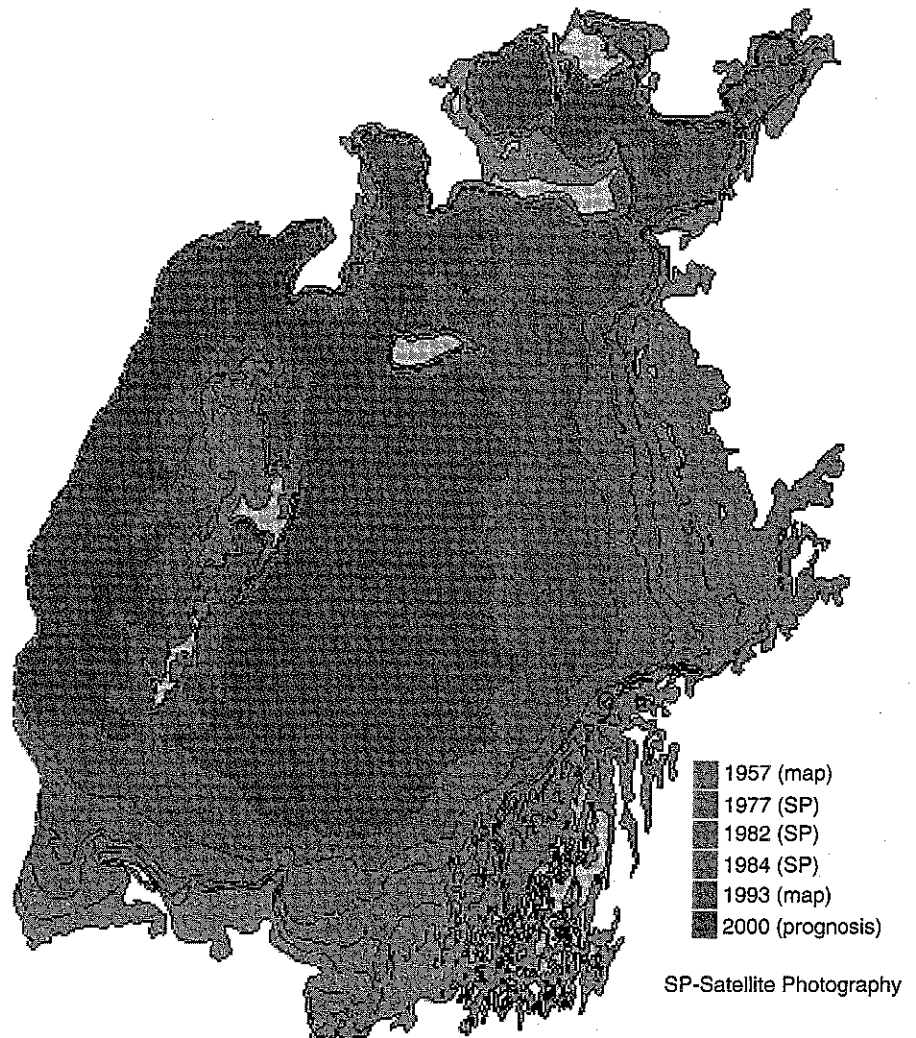 1957 (map)
1977 (SP)
1982 (SP)
1984 (SP)
1993 (map)
2000 (prognosis)
SP-Satellite Photography